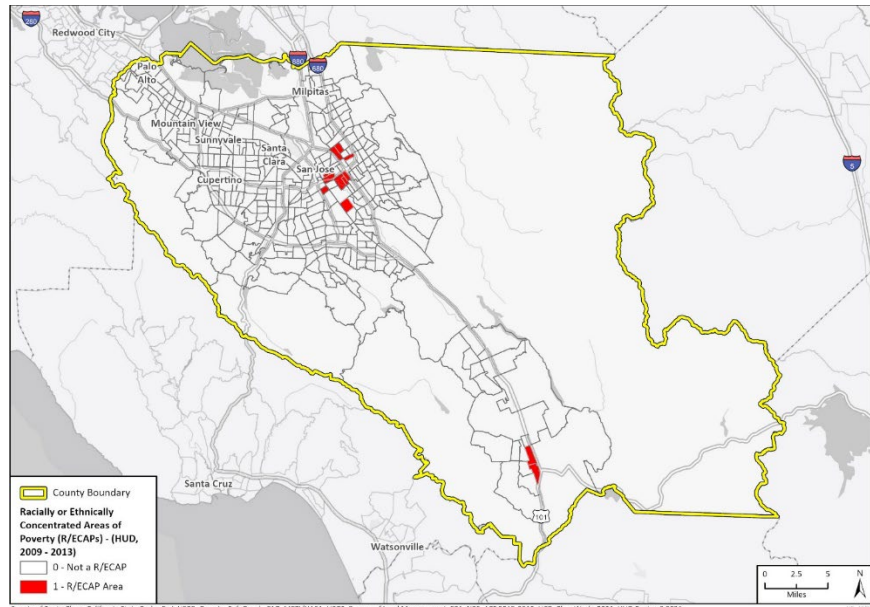 280
Redwood City
880
680
Palo
Alto
Milpitas
Mountain View
Sunnyvale
Santa
Clara
5
San Jose
Cupertino
Santa Cruz
101
Watsonville
County Boundary
Racially or Ethnically
Concentrated Areas of
Poverty (R/ECAPs) - (HUD,
2009 - 2013)
0 - Not a R/ECAP
1 - R/ECAP Area
0 2.5 5
Miles
N